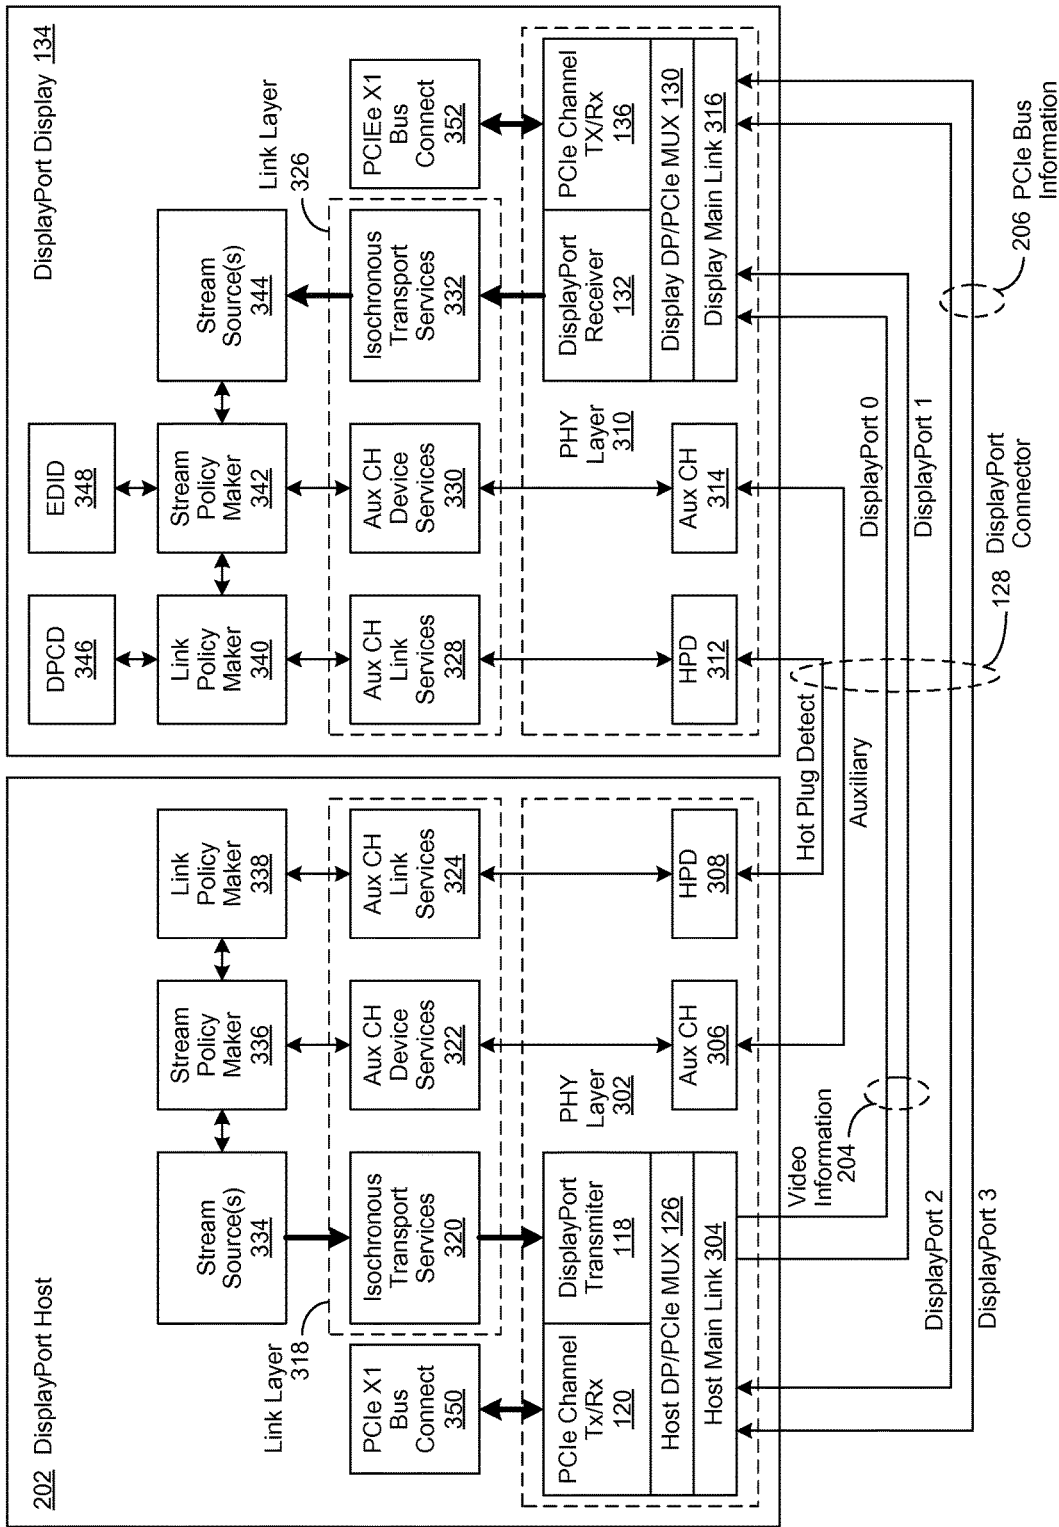 202 DisplayPort Host
Stream
Source(s)
334
Stream
Policy
Maker
336
Link
Policy
Maker
338
Link Layer
318
PCIe X1
Bus
Connect
350
Isochronous
Transport
Services
320
Aux CH
Device
Services
322
Aux CH
Link
Services
324
PCIe Channel
Tx/Rx
120
DisplayPort
Transmiter
118
Host DP/PCIe MUX 126
Host Main Link 304
PHY
Layer
302
Aux CH
306
HPD
308
DisplayPort Display 134
DPCD
346
EDID
348
Link
Policy
Maker
340
Stream
Policy
Maker
342
Stream
Source(s)
344
Link Layer
326
Aux CH
Link
Services
328
Aux CH
Device
Services
330
Isochronous
Transport
Services
332
PCIEe X1
Bus
Connect
352
HPD
312
Aux CH
314
PHY
Layer
310
DisplayPort
Receiver
132
PCIe Channel
TX/Rx
136
Display DP/PCIe MUX 130
Display Main Link 316
Hot Plug Detect
Auxiliary
Video
Information
204
DisplayPort 0
DisplayPort 1
DisplayPort 2
DisplayPort 3
128 DisplayPort
Connector
206 PCIe Bus
Information